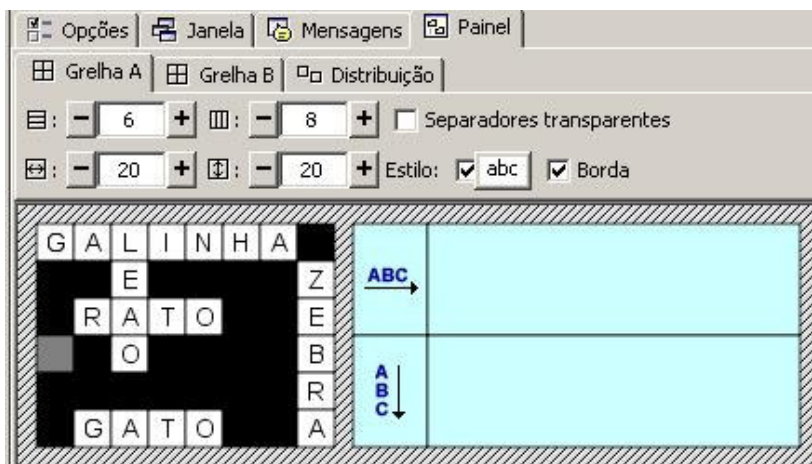 Opções Janela Mensagens Painel
Grelha A Grelha B Distribuição
: - 6 + : - 8 + Separadores transparentes
: - 20 + : - 20 + Estilo: abc Borda
G A L I N H A
E Z
R A T O E
O B
R
G A T O A
ABC
A
B
C